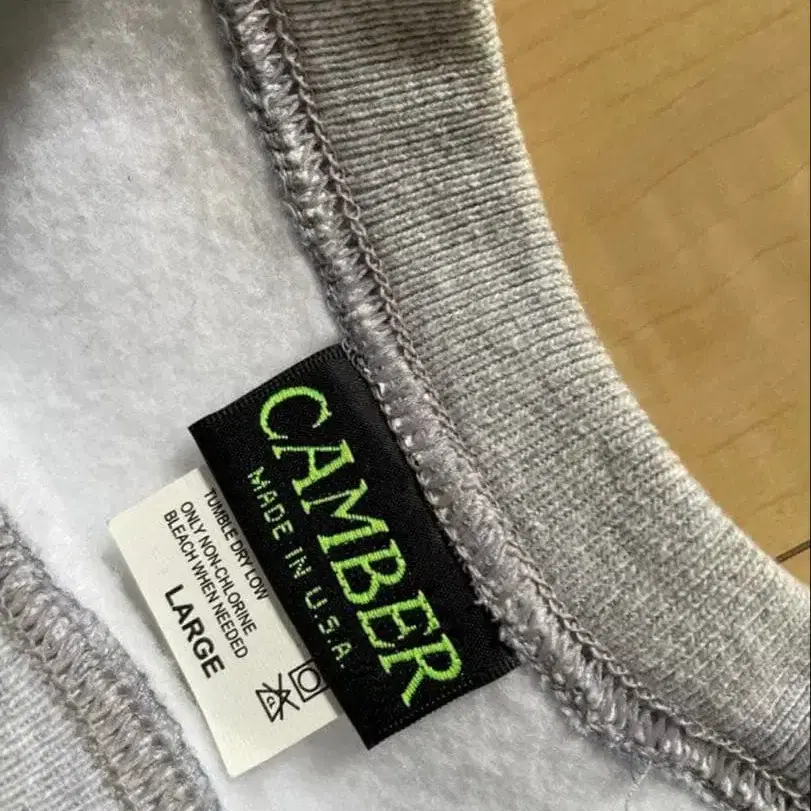 CAMBER
MADE IN U.S.A.
TUMBLE DRY LOW
ONLY NON-CHLORINE
BLEACH WHEN NEEDED
LARGE